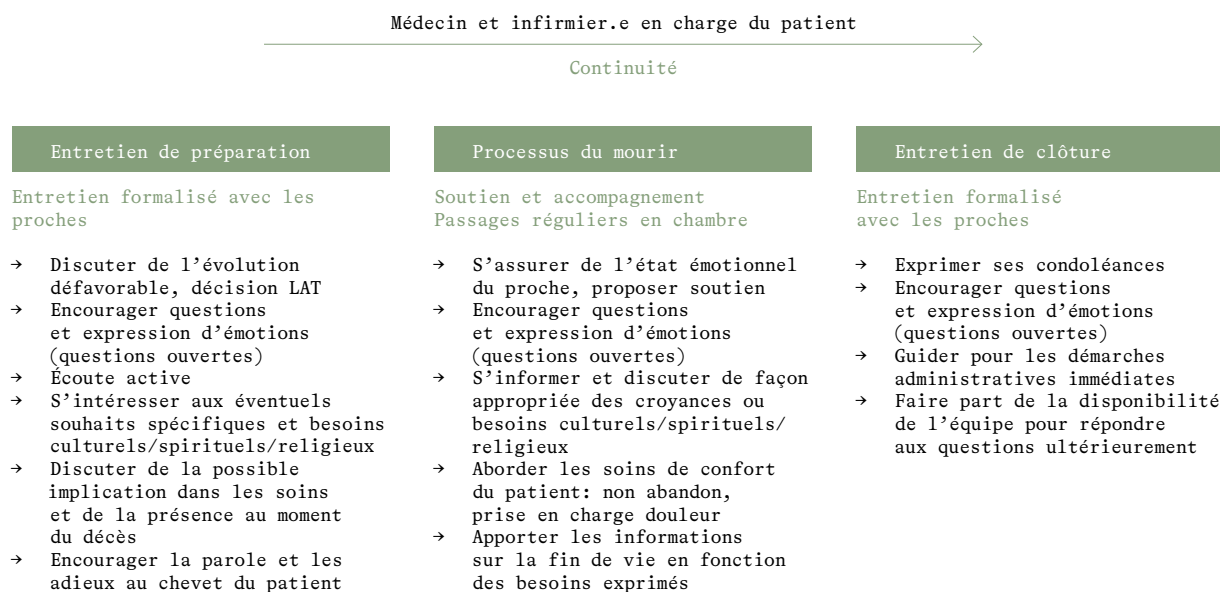 Médecin et infirmier.e en charge du patient
Continuité
Entretien de préparation
Entretien formalisé avec les
proches
→ Discuter de l’évolution
défavorable, décision LAT
→ Encourager questions
et expression d’émotions
(questions ouvertes)
→ Écoute active
→ S’intéresser aux éventuels
souhaits spécifiques et besoins
culturels/spirituels/religieux
→ Discuter de la possible
implication dans les soins
et de la présence au moment
du décès
→ Encourager la parole et les
adieux au chevet du patient
Processus du mourir
Soutien et accompagnement
Passages réguliers en chambre
→ S’assurer de l’état émotionnel
du proche, proposer soutien
→ Encourager questions
et expression d’émotions
(questions ouvertes)
→ S’informer et discuter de façon
appropriée des croyances ou
besoins culturels/spirituels/
religieux
→ Aborder les soins de confort
du patient: non abandon,
prise en charge douleur
→ Apporter les informations
sur la fin de vie en fonction
des besoins exprimés
Entretien de clôture
Entretien formalisé
avec les proches
→ Exprimer ses condoléances
→ Encourager questions
et expression d’émotions
(questions ouvertes)
→ Guider pour les démarches
administratives immédiates
→ Faire part de la disponibilité
de l’équipe pour répondre
aux questions ultérieurement